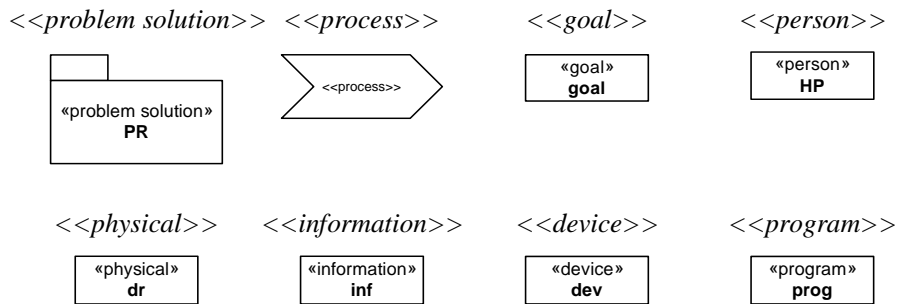 <<problem solution>> <<process>> <<goal>> <<person>>
«problem solution»
PR
<<process>>
«goal»
goal
«person»
HP
<<physical>> <<information>> <<device>> <<program>>
«physical»
dr
«information»
inf
«device»
dev
«program»
prog